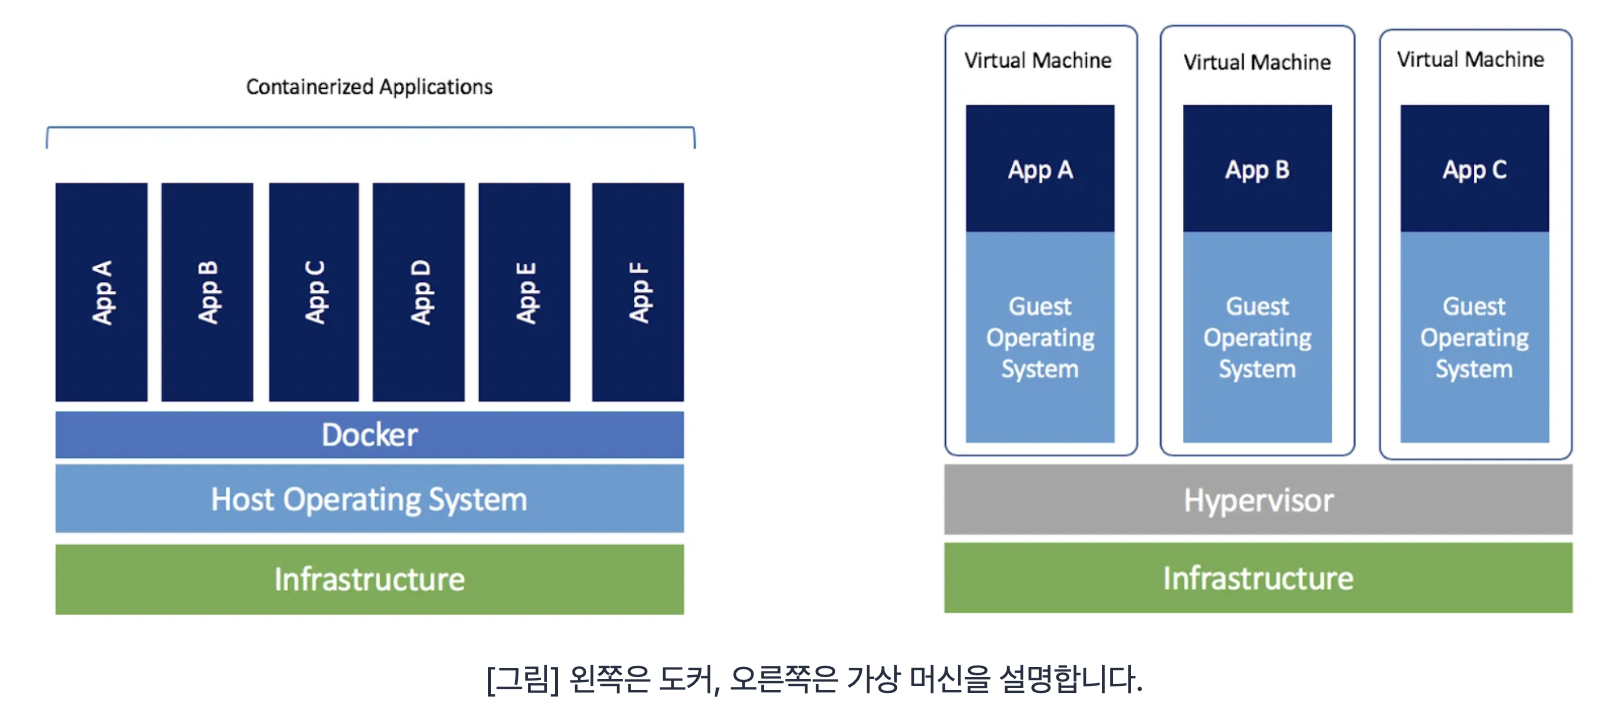 Containerized Applications
App A
App B
App C
App D
App E
App F
Docker
Host Operating System
Infrastructure
Virtual Machine
App A
Guest
Operating
System
Virtual Machine
App B
Guest
Operating
System
Virtual Machine
App C
Guest
Operating
System
Hypervisor
Infrastructure
[그림] 왼쪽은 도커, 오른쪽은 가상 머신을 설명합니다.